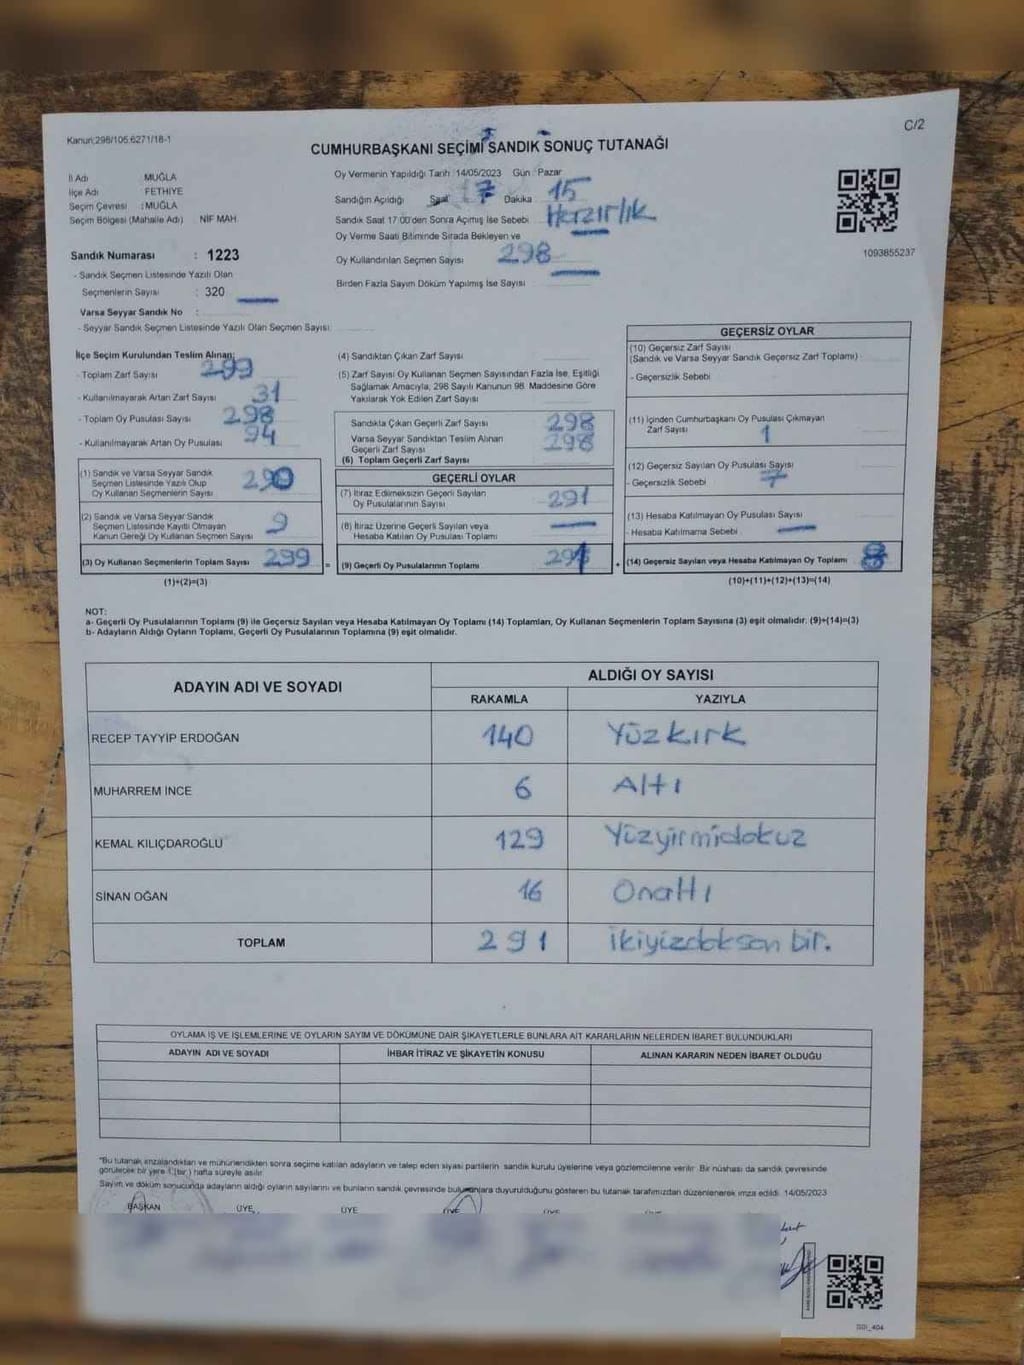 Kanun:298/106,6271/18-1
C/2
CUMHURBAŞKANI SEÇİMİ SANDIK SONUÇ TUTANAĞI
İl Adı MUĞLA
İlçe Adı FETHİYE
Seçim Çevresi : MUĞLA
Seçim Bölgesi (Mahalle Adı) NİF MAH.
Sandık Numarası : 1223
- Sandık Seçmen Listesinde Yazılı Olan
Seçmenlerin Sayısı : 320
Varsa Seyyar Sandık No :
- Seyyar Sandık Seçmen Listesinde Yazılı Olan Seçmen Sayısı:
Oy Vermenin Yapıldığı Tarih 14/05/2023 Gün : Pazar
Sandığın Açıldığı Saat 17 Dakika 15
Sandık Saat 17:00'den Sonra Açımış İse Sebebi Hazırlık
Oy Verme Saati Bitiminde Sırada Bekleyen ve
Oy Kullandırılan Seçmen Sayısı 298
Birden Fazla Sayım Döküm Yapılmış İse Sayısı
1093855237
İlçe Seçim Kurulundan Teslim Alınan;
- Toplam Zarf Sayısı 299
- Kullanılmayarak Artan Zarf Sayısı 31
- Toplam Oy Pusulası Sayısı 298
- Kullanılmayarak Artan Oy Pusulası 94
(1) Sandık ve Varsa Seyyar Sandık
Seçmen Listesinde Yazılı Olup
Oy Kullanan Seçmenlerin Sayısı 290
(2) Sandık ve Varsa Seyyar Sandık
Seçmen Listesinde Kayıtlı Olmayan
Kanun Gereği Oy Kullanan Seçmen Sayısı 9
(3) Oy Kullanan Seçmenlerin Toplam Sayısı 299 =
(1)+(2)=(3)
(4) Sandıktan Çıkan Zarf Sayısı
(5) Zarf Sayısı Oy Kullanan Seçmen Sayısından Fazla İse, Eşitliği
Sağlamak Amacıyla, 298 Sayılı Kanunun 98. Maddesine Göre
Yakılarak Yok Edilen Zarf Sayısı
Sandıkta Çıkan Geçerli Zarf Sayısı 298
Varsa Seyyar Sandıktan Teslim Alınan
Geçerli Zarf Sayısı 298
(6) Toplam Geçerli Zarf Sayısı
GEÇERLİ OYLAR
(7) İtiraz Edilmeksizin Geçerli Sayılan
Oy Pusulalarının Sayısı 291
(8) İtiraz Üzerine Geçerli Sayılan veya
Hesaba Katılan Oy Pusulası Toplamı
(9) Geçerli Oy Pusulalarının Toplamı 291 +
GEÇERSİZ OYLAR
(10) Geçersiz Zarf Sayısı
(Sandık ve Varsa Seyyar Sandık Geçersiz Zarf Toplamı)
- Geçersizlik Sebebi
(11) İçinden Cumhurbaşkanı Oy Pusulası Çıkmayan
Zarf Sayısı 1
(12) Geçersiz Sayılan Oy Pusulası Sayısı
- Geçersizlik Sebebi 7
(13) Hesaba Katılmayan Oy Pusulası Sayısı
- Hesaba Katılmama Sebebi
(14) Geçersiz Sayılan veya Hesaba Katılmayan Oy Toplamı 8
(10)+(11)+(12)+(13)=(14)
NOT:
a- Geçerli Oy Pusulalarının Toplamı (9) ile Geçersiz Sayılan veya Hesaba Katılmayan Oy Toplamı (14) Toplamları, Oy Kullanan Seçmenlerin Toplam Sayısına (3) eşit olmalıdır. (9)+(14)=(3)
b- Adayların Aldığı Oyların Toplamı, Geçerli Oy Pusulalarının Toplamına (9) eşit olmalıdır.
ADAYIN ADI VE SOYADI ALDIĞI OY SAYISI
RAKAMLA YAZIYLA
RECEP TAYYİP ERDOĞAN 140 Yüzkırk
MUHARREM İNCE 6 Altı
KEMAL KILIÇDAROĞLU 129 Yüzyirmidokuz
SİNAN OĞAN 16 Onaltı
TOPLAM 291 ikiyüzdoksan bir.
OYLAMA İŞ VE İŞLEMLERİNE VE OYLARIN SAYIM VE DÖKÜMÜNE DAİR ŞİKAYETLERLE BUNLARA AİT KARARLARIN NELERDEN İBARET BULUNDUKLARI
ADAYIN ADI VE SOYADI İHBAR İTİRAZ VE ŞİKAYETİN KONUSU ALINAN KARARIN NEDEN İBARET OLDUĞU
"Bu tutanak imzalandıktan ve mühürlendikten sonra seçime katılan adayların ve talep eden siyasi partilerin sandık kurulu üyelerine veya gözlemcilerine verilir. Bir nüshası da sandık çevresinde
görülecek bir yere 1 (bir) hafta süreyle asılır.
Sayım ve döküm sonucunda adayların aldığı oyların sayılarını ve bunların sandık çevresinde bulunanlara duyurulduğunu gösteren bu tutanak tarafımızdan düzenlenerek imza edildi. 14/05/2023
BAŞKAN ÜYE ÜYE ÜYE ÜYE ÜYE